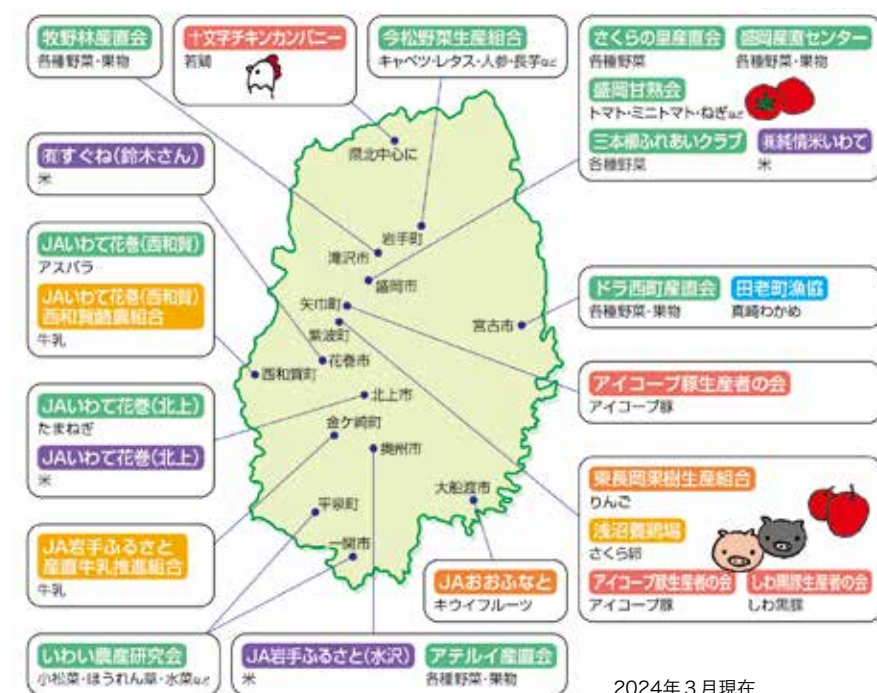 牧野林産直会
各種野菜・果物
十文字チキンカンパニー
若鶏
今松野菜生産組合
キャベツ・レタス・人参・長芋など
さくらの里産直会
各種野菜
盛岡産直センター
各種野菜・果物
盛岡甘熟会
トマト・ミニトマト・ねぎなど
三本柳ふれあいクラブ
各種野菜
㈲純情米いわて
米
㈲すぐね(鈴木さん)
米
JAいわて花巻(西和賀)
アスパラ
JAいわて花巻(西和賀)
西和賀酪農組合
牛乳
JAいわて花巻(北上)
たまねぎ
JAいわて花巻(北上)
米
JA岩手ふるさと
産直牛乳推進組合
牛乳
いわい農産研究会
小松菜・ほうれん草・水菜など
JA岩手ふるさと(水沢)
米
アテルイ産直会
各種野菜・果物
JAおおふなと
キウイフルーツ
ドラ西町産直会
各種野菜・果物
田老町漁協
真崎わかめ
アイコープ豚生産者の会
アイコープ豚
東長岡果樹生産組合
りんご
浅沼養鶏場
さくら卵
アイコープ豚生産者の会
アイコープ豚
しわ黒豚生産者の会
しわ黒豚
県北中心に
岩手町
滝沢市
盛岡市
矢巾町
紫波町
宮古市
花巻市
西和賀町
北上市
金ケ崎町
奥州市
大船渡市
平泉町
一関市
2024年3月現在